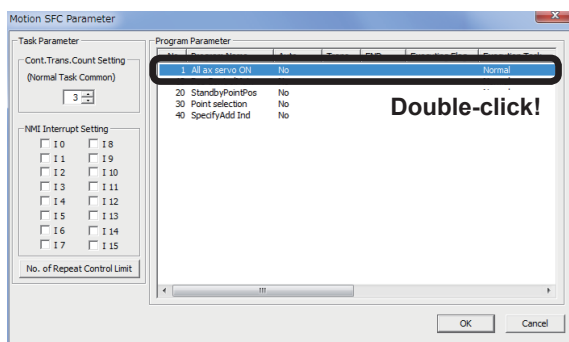 Motion SFC Parameter
Task Parameter
Cont.Trans.Count Setting
(Normal Task Common)
3
NMI Interrupt Setting
I 0 I 8
I 1 I 9
I 2 I 10
I 3 I 11
I 4 I 12
I 5 I 13
I 6 I 14
I 7 I 15
No. of Repeat Control Limit
Program Parameter
1 All ax servo ON No Normal
20 StandbyPointPos No
30 Point selection No
40 SpecifyAdd Ind No
Double-click!
OK Cancel